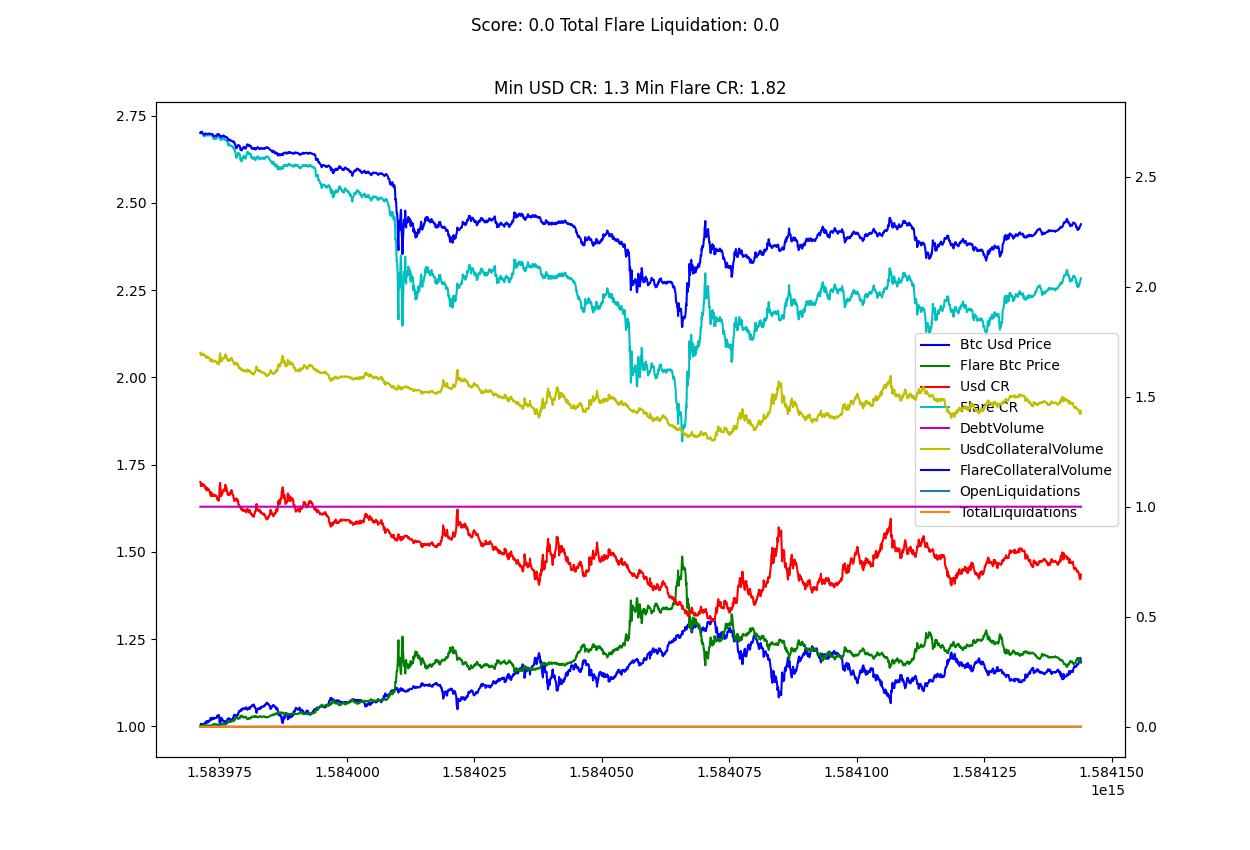 Score: 0.0 Total Flare Liquidation: 0.0
Min USD CR: 1.3 Min Flare CR: 1.82
2.75
2.50
2.25
2.00
1.75
1.50
1.25
1.00
2.5
2.0
1.5
1.0
0.5
0.0
Btc Usd Price
Flare Btc Price
Usd CR
Flare CR
DebtVolume
UsdCollateralVolume
FlareCollateralVolume
OpenLiquidations
TotalLiquidations
1.583975 1.584000 1.584025 1.584050 1.584075 1.584100 1.584125 1.584150
1e15